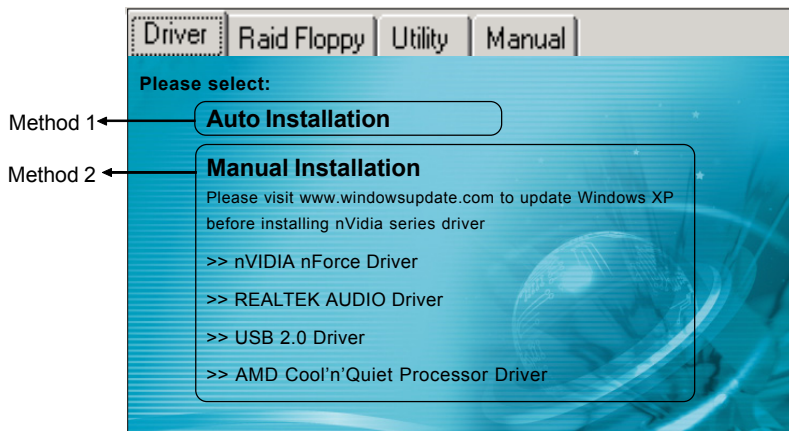 Driver Raid Floppy Utility Manual
Please select:
Method 1
Auto Installation
Method 2
Manual Installation
Please visit www.windowsupdate.com to update Windows XP
before installing nVidia series driver
>> nVIDIA nForce Driver
>> REALTEK AUDIO Driver
>> USB 2.0 Driver
>> AMD Cool'n'Quiet Processor Driver